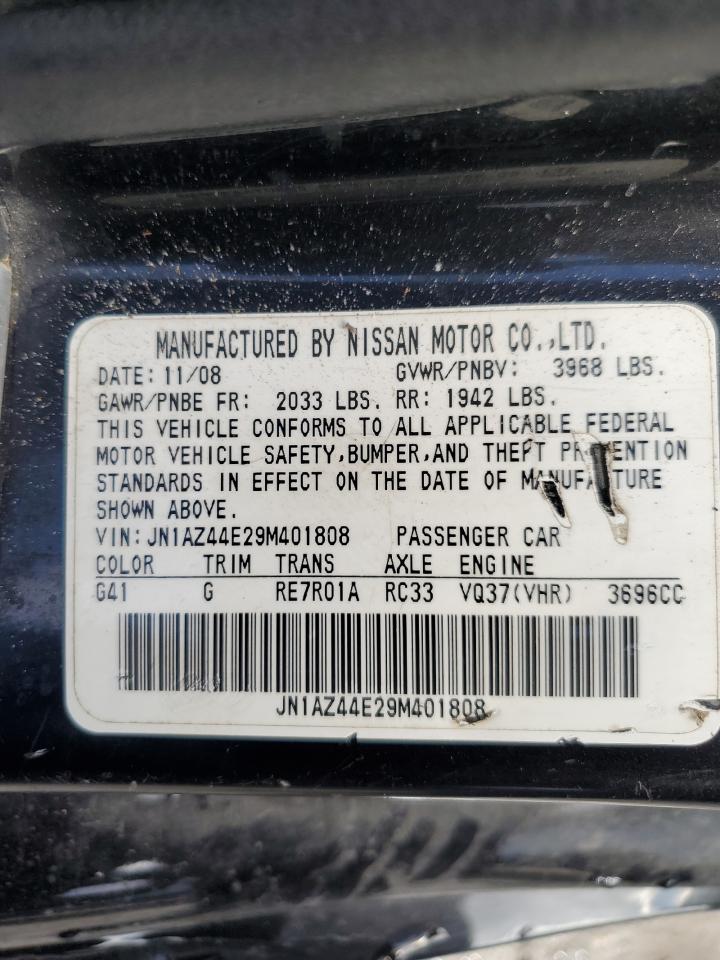 MANUFACTURED BY NISSAN MOTOR CO.,LTD.
DATE: 11/08 GVWR/PNBV: 3968 LBS.
GAWR/PNBE FR: 2033 LBS. RR: 1942 LBS.
THIS VEHICLE CONFORMS TO ALL APPLICABLE FEDERAL
MOTOR VEHICLE SAFETY,BUMPER,AND THEFT PREVENTION
STANDARDS IN EFFECT ON THE DATE OF MANUFACTURE
SHOWN ABOVE.
VIN: JN1AZ44E29M401808 PASSENGER CAR
COLOR TRIM TRANS AXLE ENGINE
G41 G RE7R01A RC33 VQ37(VHR) 3696CC
JN1AZ44E29M401808